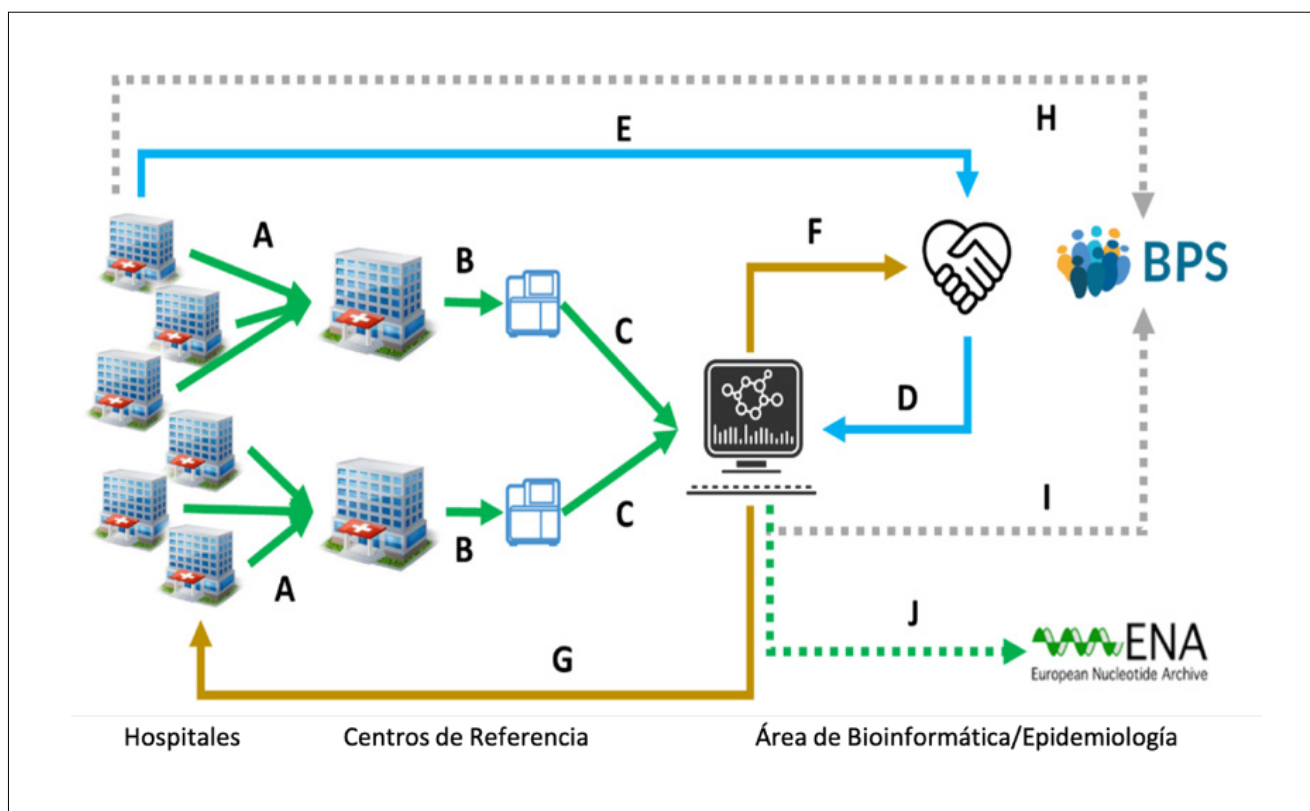 H
E
A
F
B
BPS
C
D
C
B
I
A
J
ENA
European Nucleotide Archive
G
Hospitales
Centros de Referencia
Área de Bioinformática/Epidemiología